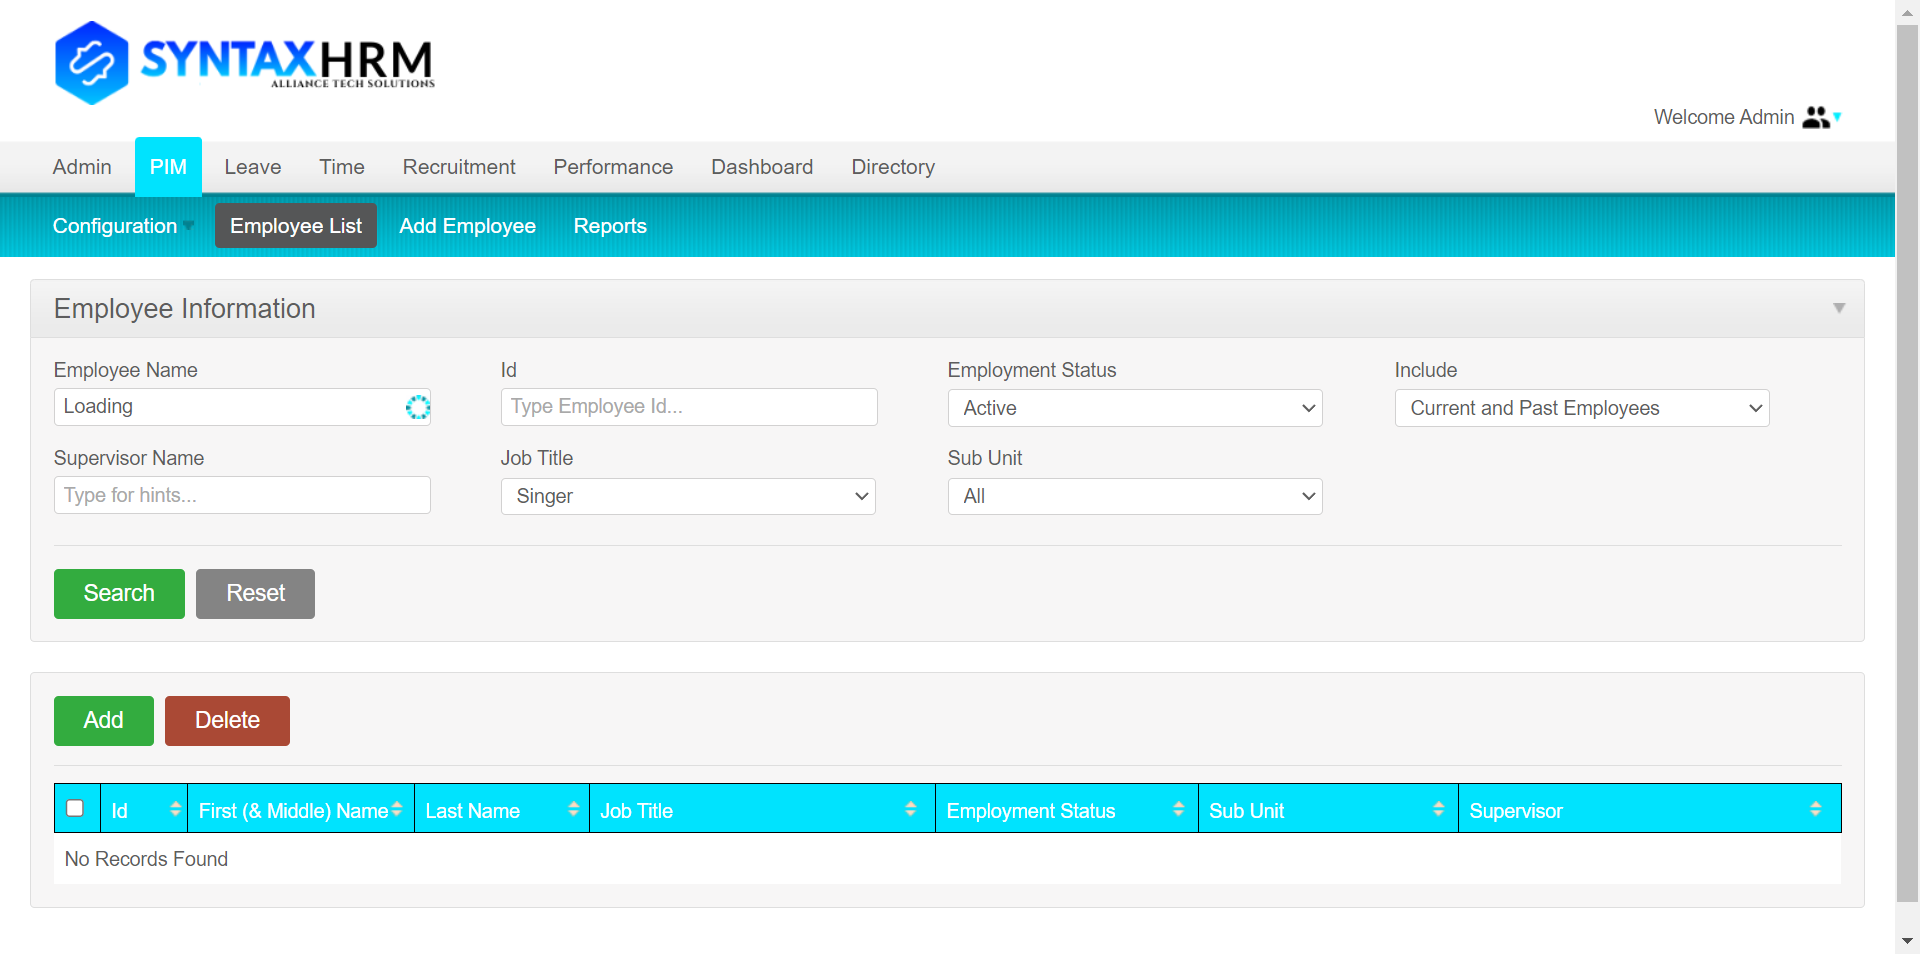 SYNTAXHRM
ALLIANCE TECH SOLUTIONS
Welcome Admin
Admin PIM Leave Time Recruitment Performance Dashboard Directory
Configuration Employee List Add Employee Reports
Employee Information
Employee Name Id Employment Status Include
Loading Type Employee Id... Active Current and Past Employees
Supervisor Name Job Title Sub Unit
Type for hints... Singer All
Search Reset
Add Delete
Id First (& Middle) Name Last Name Job Title Employment Status Sub Unit Supervisor
No Records Found